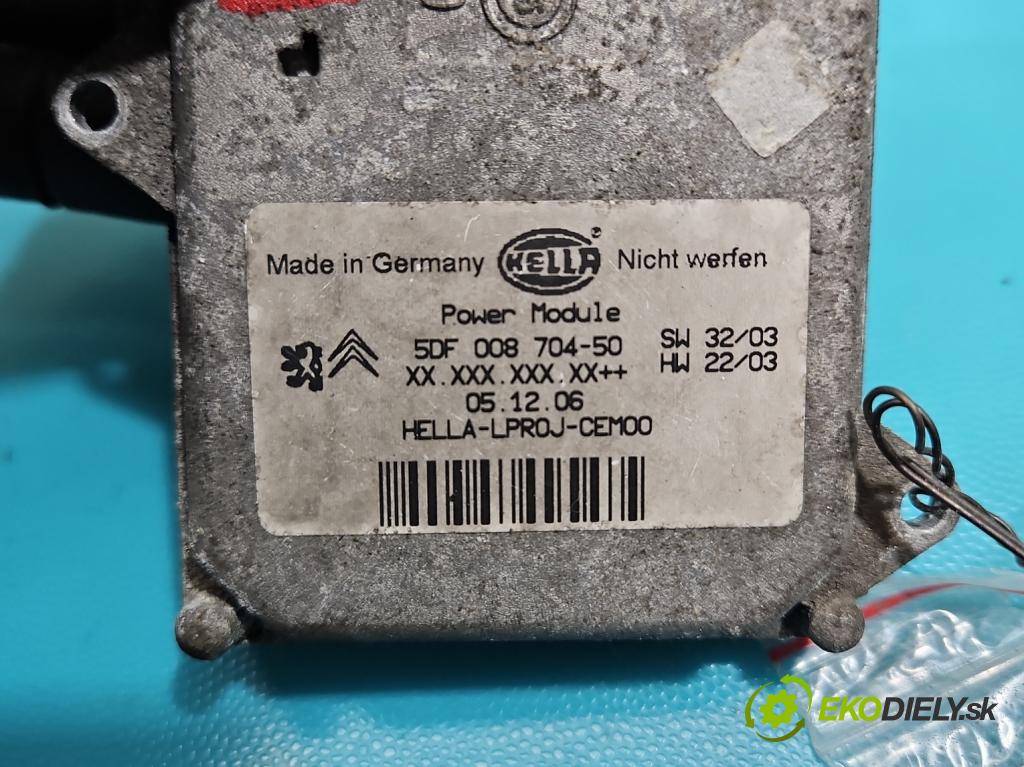 Made in Germany HELLA ® Nicht werfen
Power Module
5DF 008 704-50 SW 32/03
XX.XXX.XXX.XX++ HW 22/03
05.12.06
HELLA-LPROJ-CEM00
EKODIELY.sk